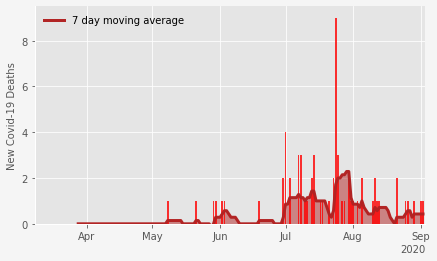 7 day moving average
New Covid-19 Deaths
8
6
4
2
0
Apr
May
Jun
Jul
Aug
Sep
2020